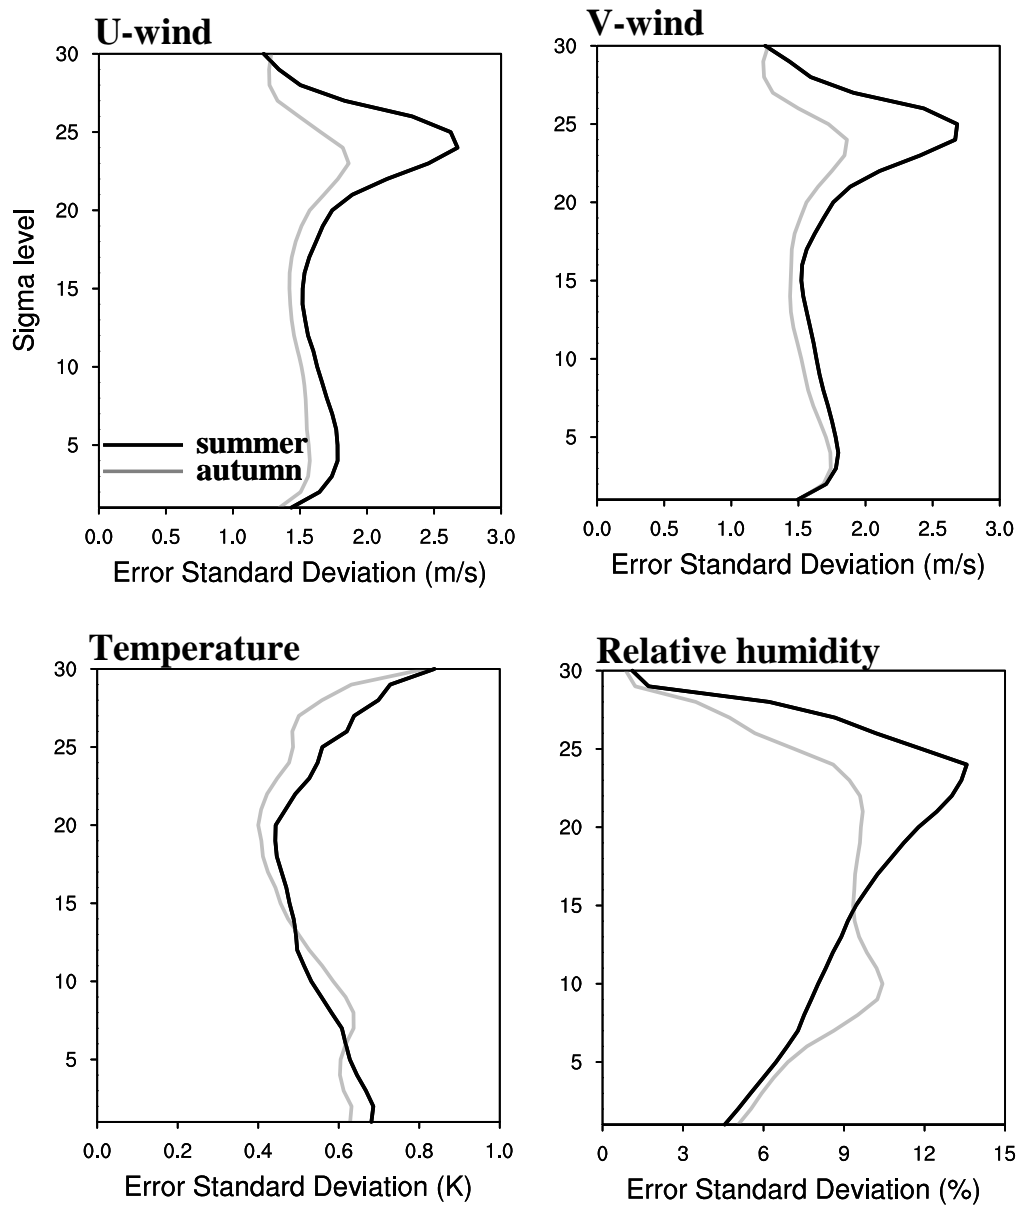 U-wind
30
25
20
15
10
5
Sigma level
summer
autumn
0.0 0.5 1.0 1.5 2.0 2.5 3.0
Error Standard Deviation (m/s)
V-wind
30
25
20
15
10
5
0.0 0.5 1.0 1.5 2.0 2.5 3.0
Error Standard Deviation (m/s)
Temperature
30
25
20
15
10
5
0.0 0.2 0.4 0.6 0.8 1.0
Error Standard Deviation (K)
Relative humidity
30
25
20
15
10
5
0 3 6 9 12 15
Error Standard Deviation (%)